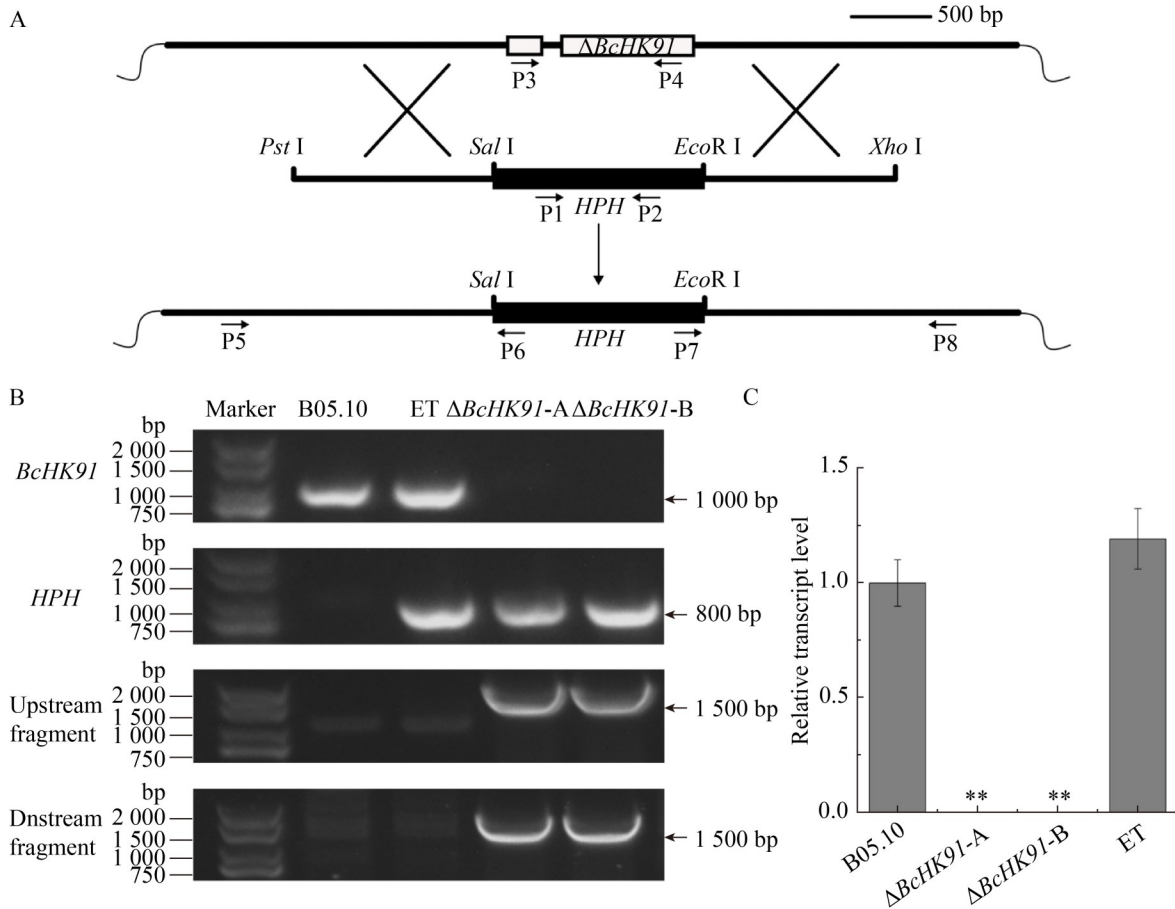 A
500 bp
ΔBcHK91
P3 P4
Pst I Sal I EcoR I Xho I
P1 HPH P2
Sal I EcoR I
P5 P6 HPH P7 P8
B
Marker B05.10 ET ΔBcHK91-A ΔBcHK91-B
bp
BcHK91
2 000
1 500
1 000
750
1 000 bp
bp
HPH
2 000
1 500
1 000
750
800 bp
bp
Upstream
fragment
2 000
1 500
1 000
750
1 500 bp
bp
Dnstream
fragment
2 000
1 500
1 000
750
1 500 bp
C
Relative transcript level
1.5
1.0
0.5
0.0
** **
B05.10
ΔBcHK91-A
ΔBcHK91-B
ET